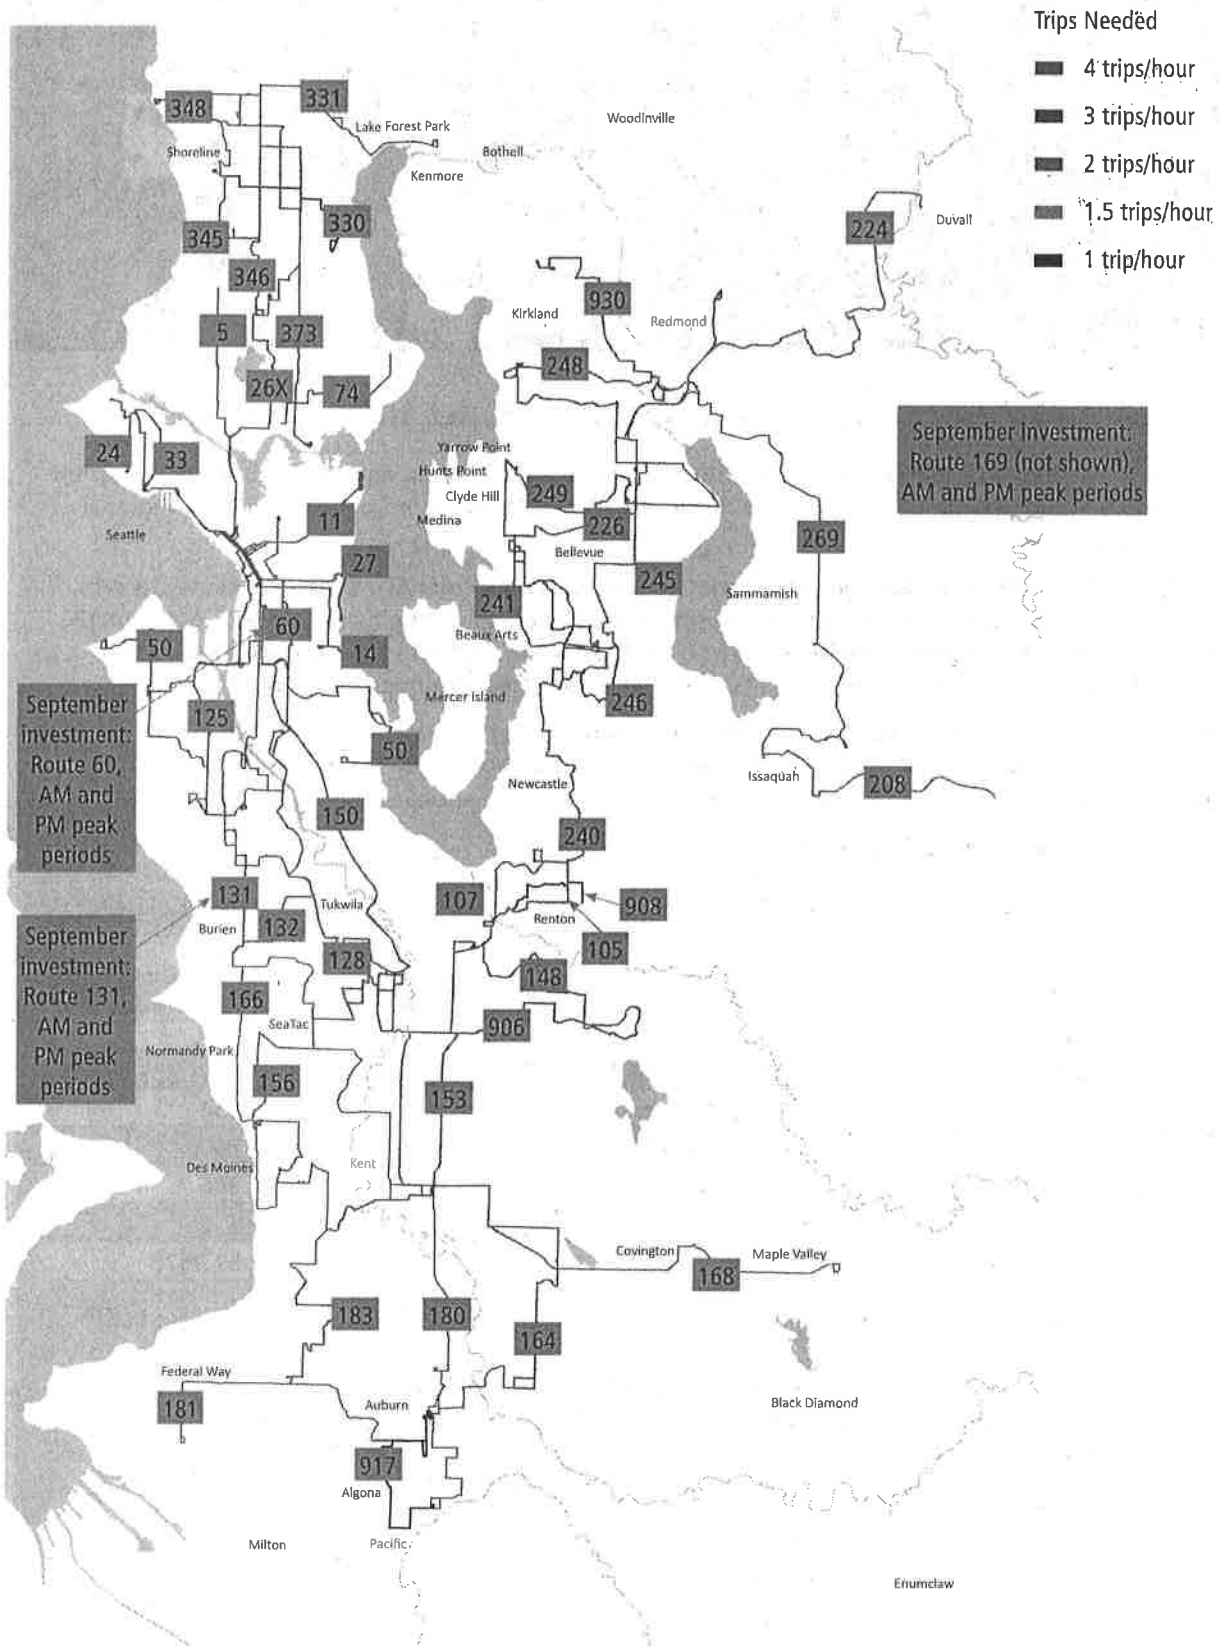 Trips Needed
4 trips/hour
3 trips/hour
2 trips/hour
1.5 trips/hour
1 trip/hour
348
331
Lake Forest Park
Woodinville
Shoreline
Bothell
Kenmore
345
330
224
Duvall
346
930
5
373
Kirkland
Redmond
248
26X
74
September investment:
Route 169 (not shown),
AM and PM peak periods
24
33
Yarrow Point
Hunts Point
Clyde Hill
Medina
249
226
11
Seattle
Bellevue
269
27
245
241
Sammamish
60
Beaux Arts
50
14
Mercer Island
246
September
investment:
Route 60,
AM and
PM peak
periods
125
50
Newcastle
Issaquah
208
150
240
131
Tukwila
107
908
Burien
132
Renton
105
128
148
September
investment:
Route 131,
AM and
PM peak
periods
166
SeaTac
906
Normandy Park
156
153
Des Moines
Kent
Covington
Maple Valley
168
183
180
164
Federal Way
181
Auburn
Black Diamond
917
Algona
Milton
Pacific
Enumclaw